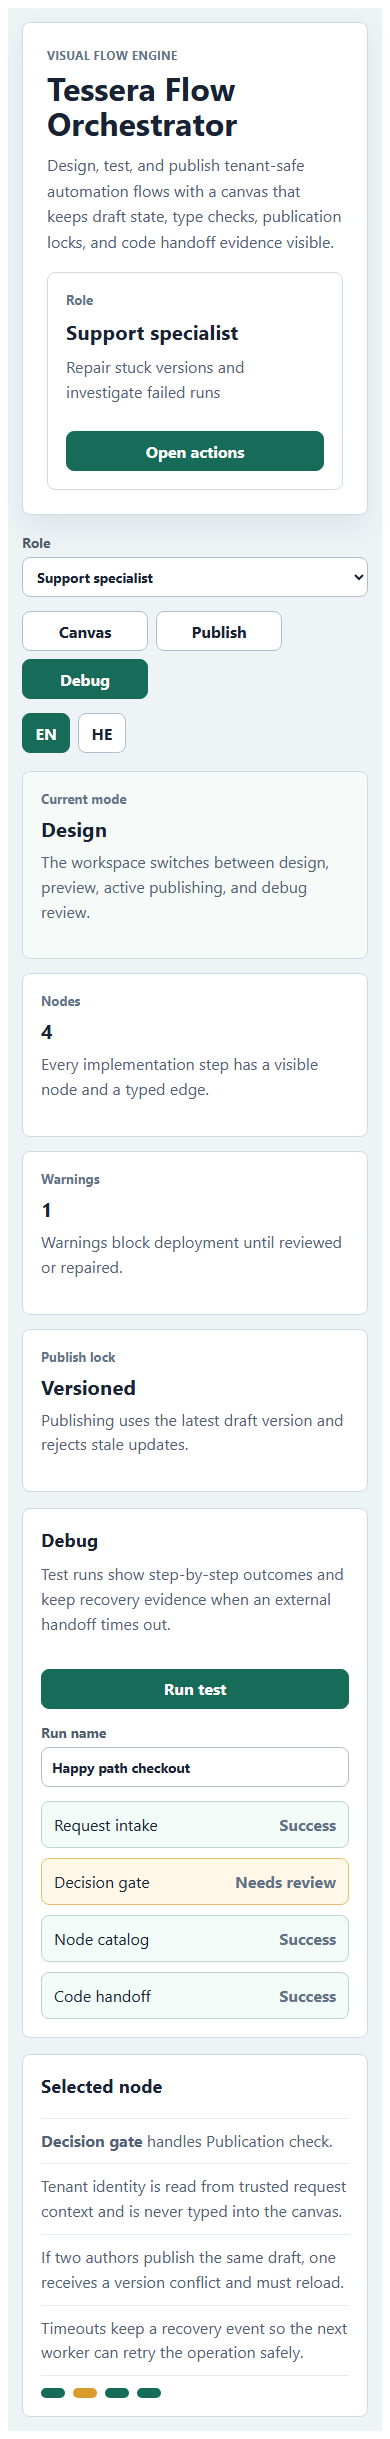 VISUAL FLOW ENGINE
Tessera Flow
Orchestrator
Design, test, and publish tenant-safe
automation flows with a canvas that
keeps draft state, type checks, publication
locks, and code handoff evidence visible.
Role
Support specialist
Repair stuck versions and
investigate failed runs
Open actions
Role
Support specialist
Canvas
Publish
Debug
EN
HE
Current mode
Design
The workspace switches between design,
preview, active publishing, and debug
review.
Nodes
4
Every implementation step has a visible
node and a typed edge.
Warnings
1
Warnings block deployment until reviewed
or repaired.
Publish lock
Versioned
Publishing uses the latest draft version and
rejects stale updates.
Debug
Test runs show step-by-step outcomes and
keep recovery evidence when an external
handoff times out.
Run test
Run name
Happy path checkout
Request intake Success
Decision gate Needs review
Node catalog Success
Code handoff Success
Selected node
Decision gate handles Publication check.
Tenant identity is read from trusted request
context and is never typed into the canvas.
If two authors publish the same draft, one
receives a version conflict and must reload.
Timeouts keep a recovery event so the next
worker can retry the operation safely.